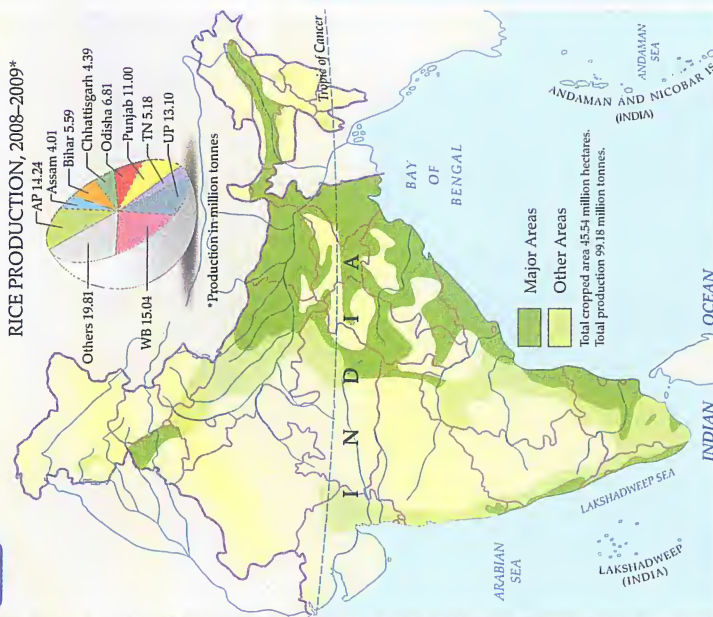 RICE PRODUCTION, 2008–2009*
AP 14.24
Assam 4.01
Bihar 5.59
Chhattisgarh 4.39
Odisha 6.81
Punjab 11.00
TN 5.18
UP 13.10
Others 19.81
WB 15.04
*Production in million tonnes
Tropic of Cancer
I N D I A
BAY
OF
BENGAL
ARABIAN
SEA
ANDAMAN
SEA
ANDAMAN AND NICOBAR IS
(INDIA)
Major Areas
Other Areas
Total cropped area 45.54 million hectares.
Total production 99.18 million tonnes.
LAKSHADWEEP SEA
LAKSHADWEEP
(INDIA)
INDIAN OCEAN